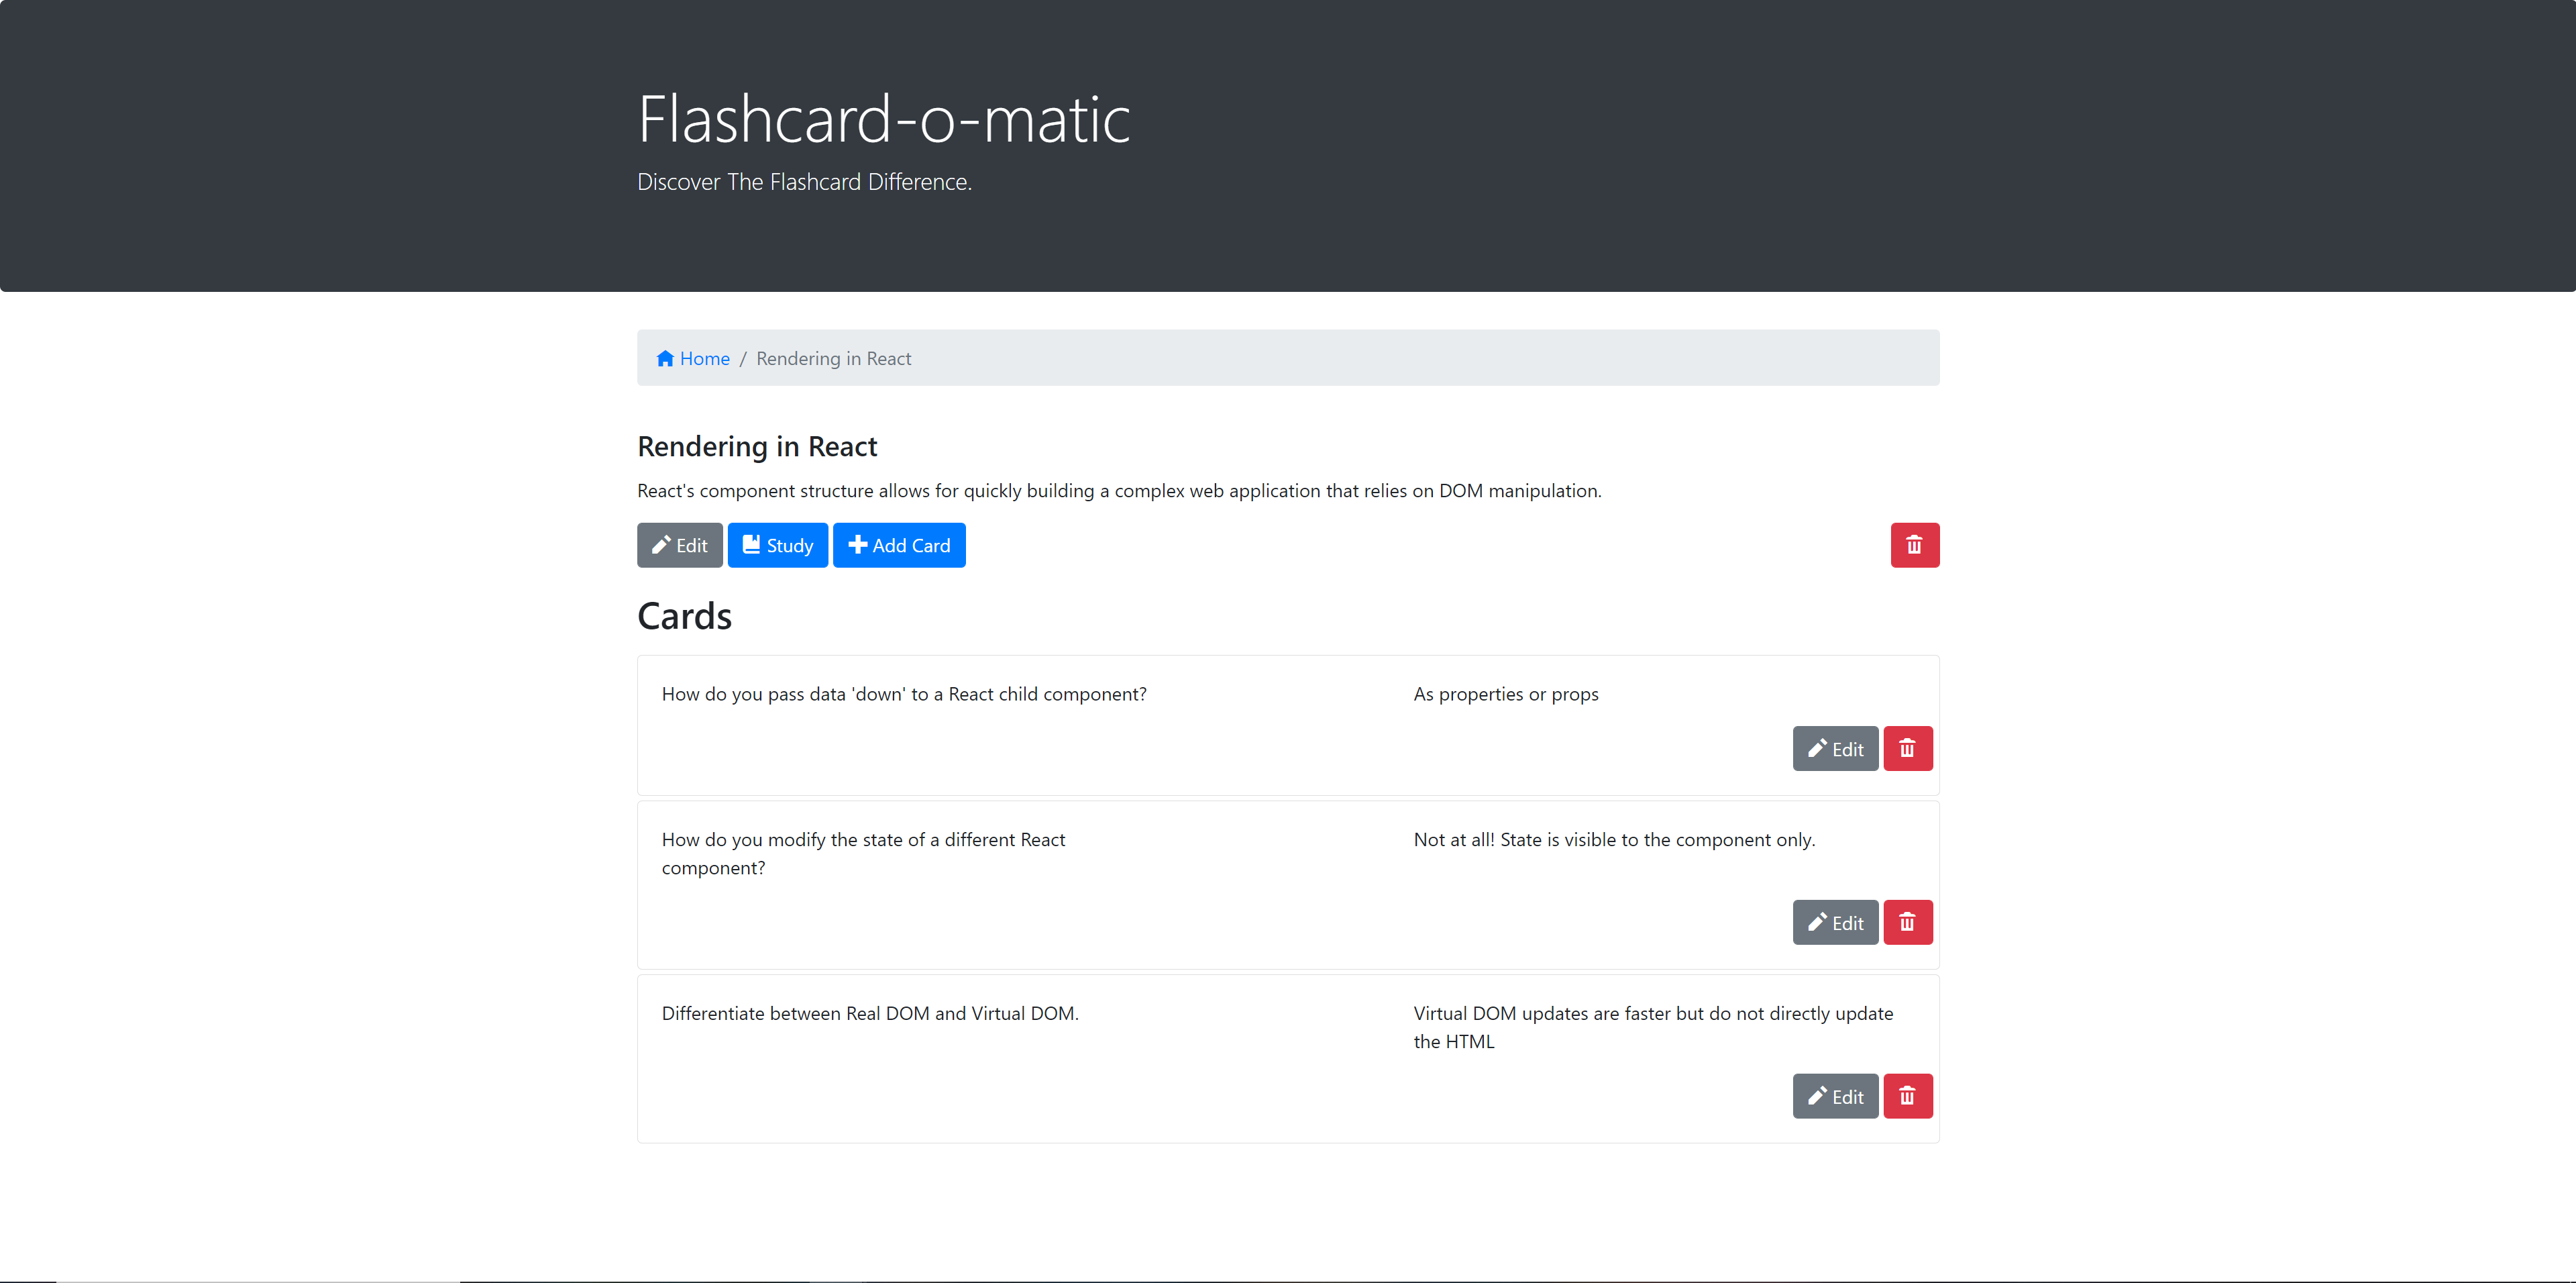 Flashcard-o-matic
Discover The Flashcard Difference.
Home / Rendering in React
Rendering in React
React's component structure allows for quickly building a complex web application that relies on DOM manipulation.
Edit Study Add Card
Cards
How do you pass data 'down' to a React child component?
As properties or props
Edit
How do you modify the state of a different React
component?
Not at all! State is visible to the component only.
Edit
Differentiate between Real DOM and Virtual DOM.
Virtual DOM updates are faster but do not directly update
the HTML
Edit